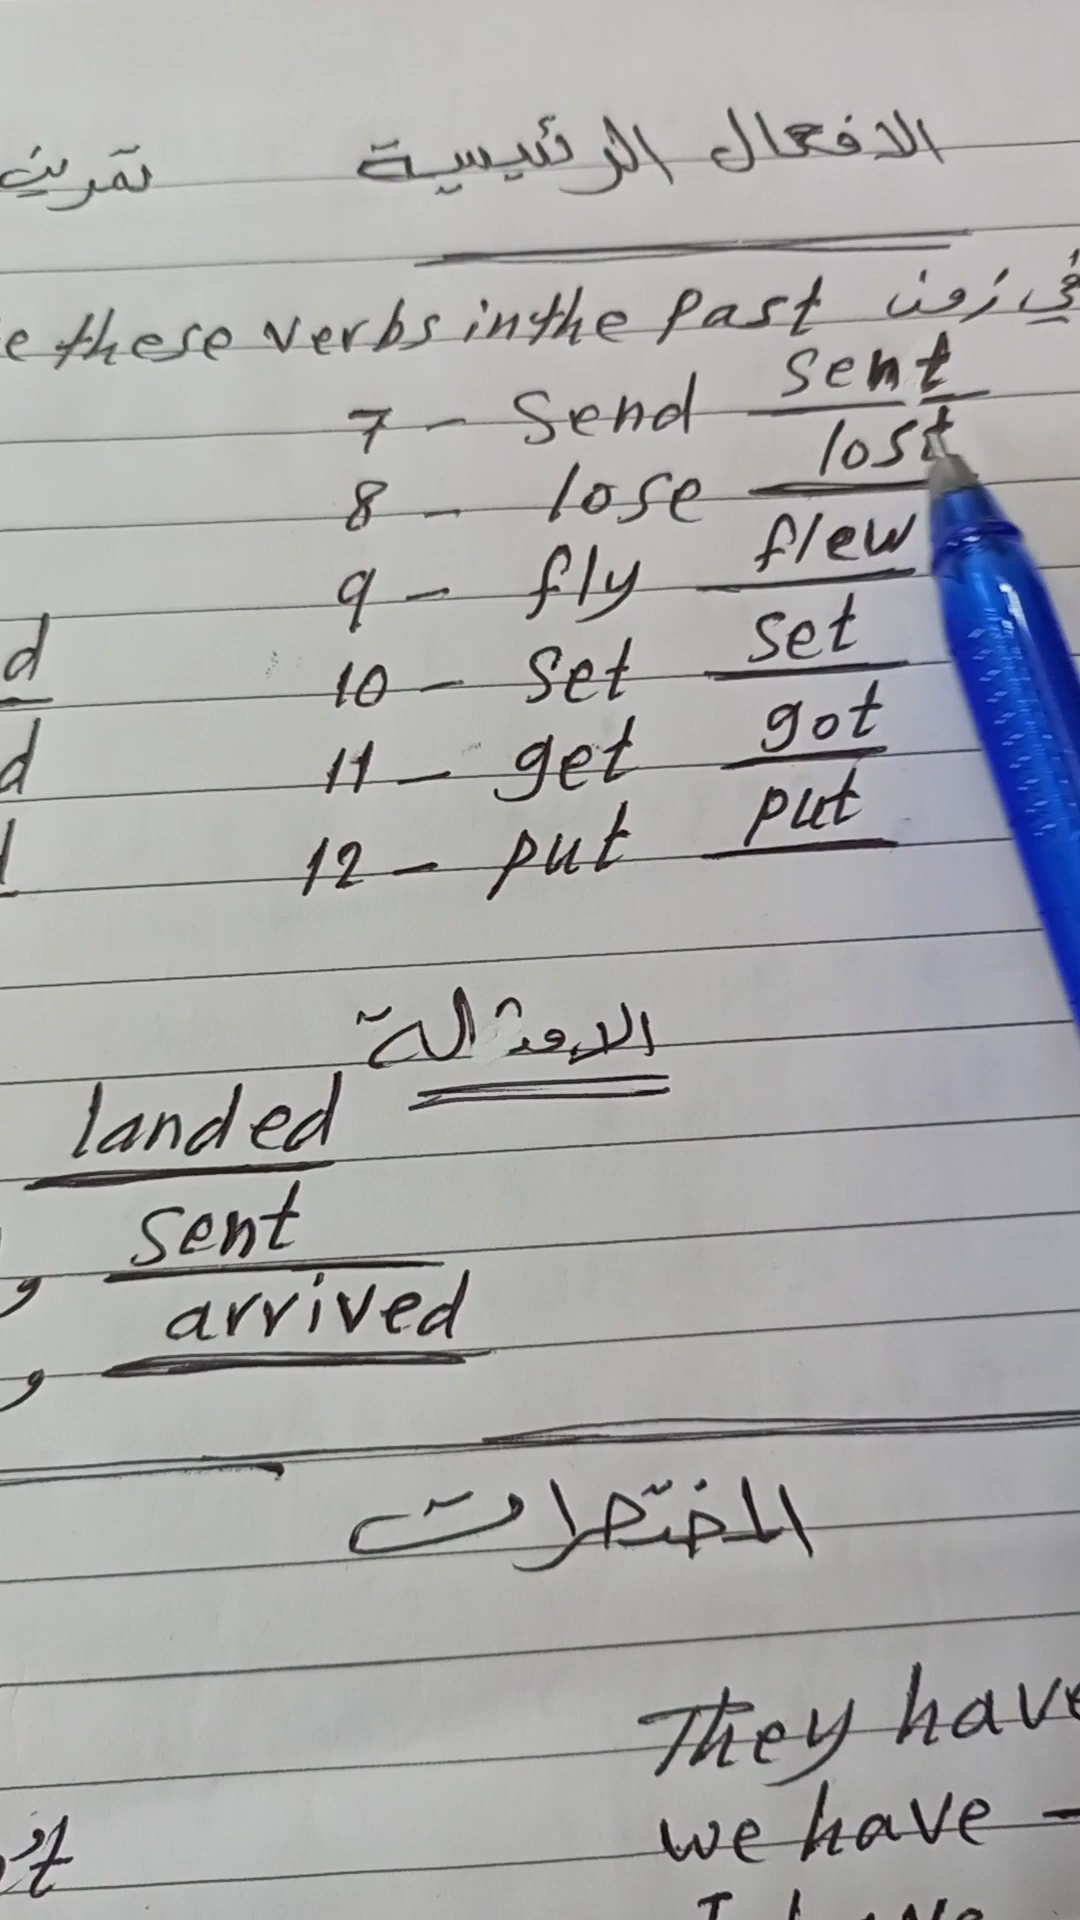 الافعال الرئيسية تمرين
these verbs in the past في زمن
7 - Send sent
8 - lose lost
9 - fly flew
10 - set set
11 - get got
12 - put put
الامثالة
landed
, sent
, arrived
المختصرات
They have
we have -